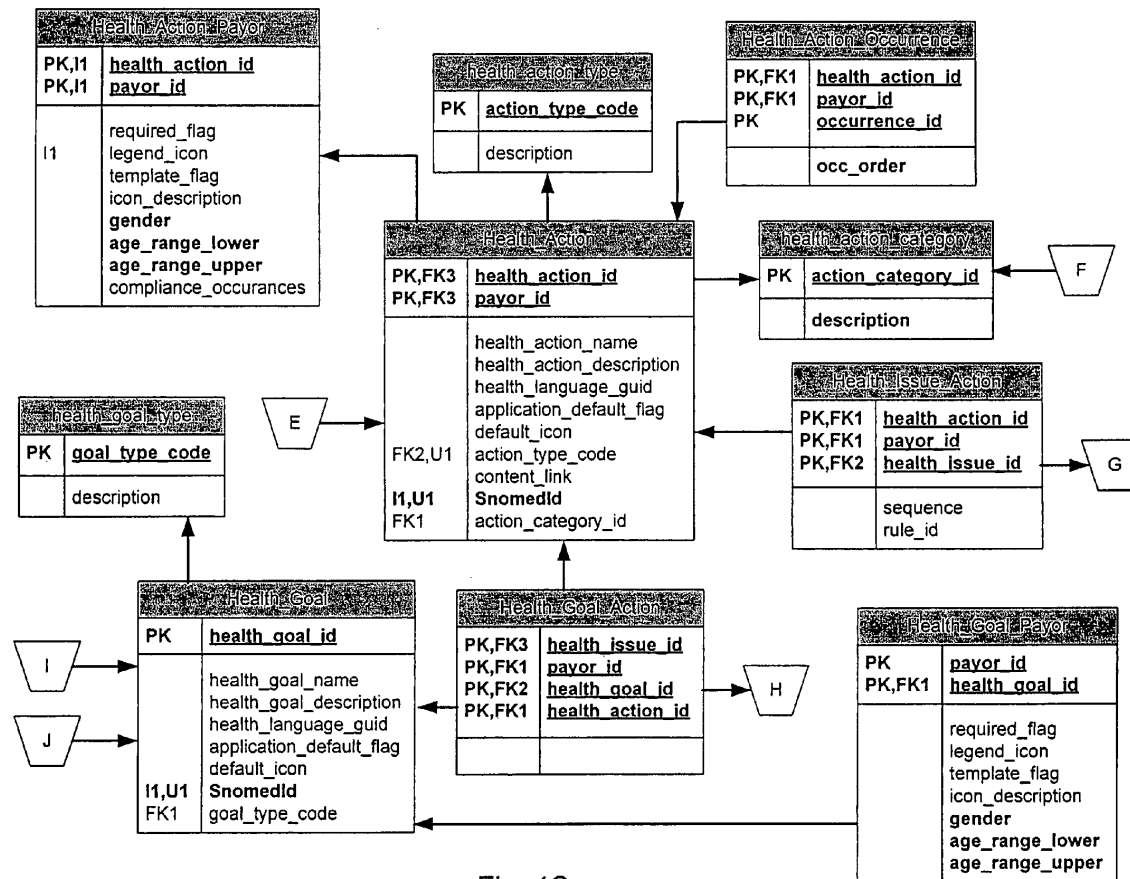 Health_Action_Payor
PK,I1 health_action_id
PK,I1 payor_id
required_flag
I1 legend_icon
template_flag
icon_description
gender
age_range_lower
age_range_upper
compliance_occurances
health_action_type
PK action_type_code
description
Health_Action_Occurrence
PK,FK1 health_action_id
PK,FK1 payor_id
PK occurrence_id
occ_order
Health_Action
PK,FK3 health_action_id
PK,FK3 payor_id
health_action_name
health_action_description
health_language_guid
application_default_flag
default_icon
FK2,U1 action_type_code
content_link
I1,U1 SnomedId
FK1 action_category_id
health_action_category
PK action_category_id
description
F
Health_Issue_Action
PK,FK1 health_action_id
PK,FK1 payor_id
PK,FK2 health_issue_id
sequence
rule_id
G
E
health_goal_type
PK goal_type_code
description
Health_Goal
PK health_goal_id
health_goal_name
health_goal_description
health_language_guid
application_default_flag
default_icon
I1,U1 SnomedId
FK1 goal_type_code
I
J
Health_Goal_Action
PK,FK3 health_issue_id
PK,FK1 payor_id
PK,FK2 health_goal_id
PK,FK1 health_action_id
H
Health_Goal_Payor
PK payor_id
PK,FK1 health_goal_id
required_flag
legend_icon
template_flag
icon_description
gender
age_range_lower
age_range_upper